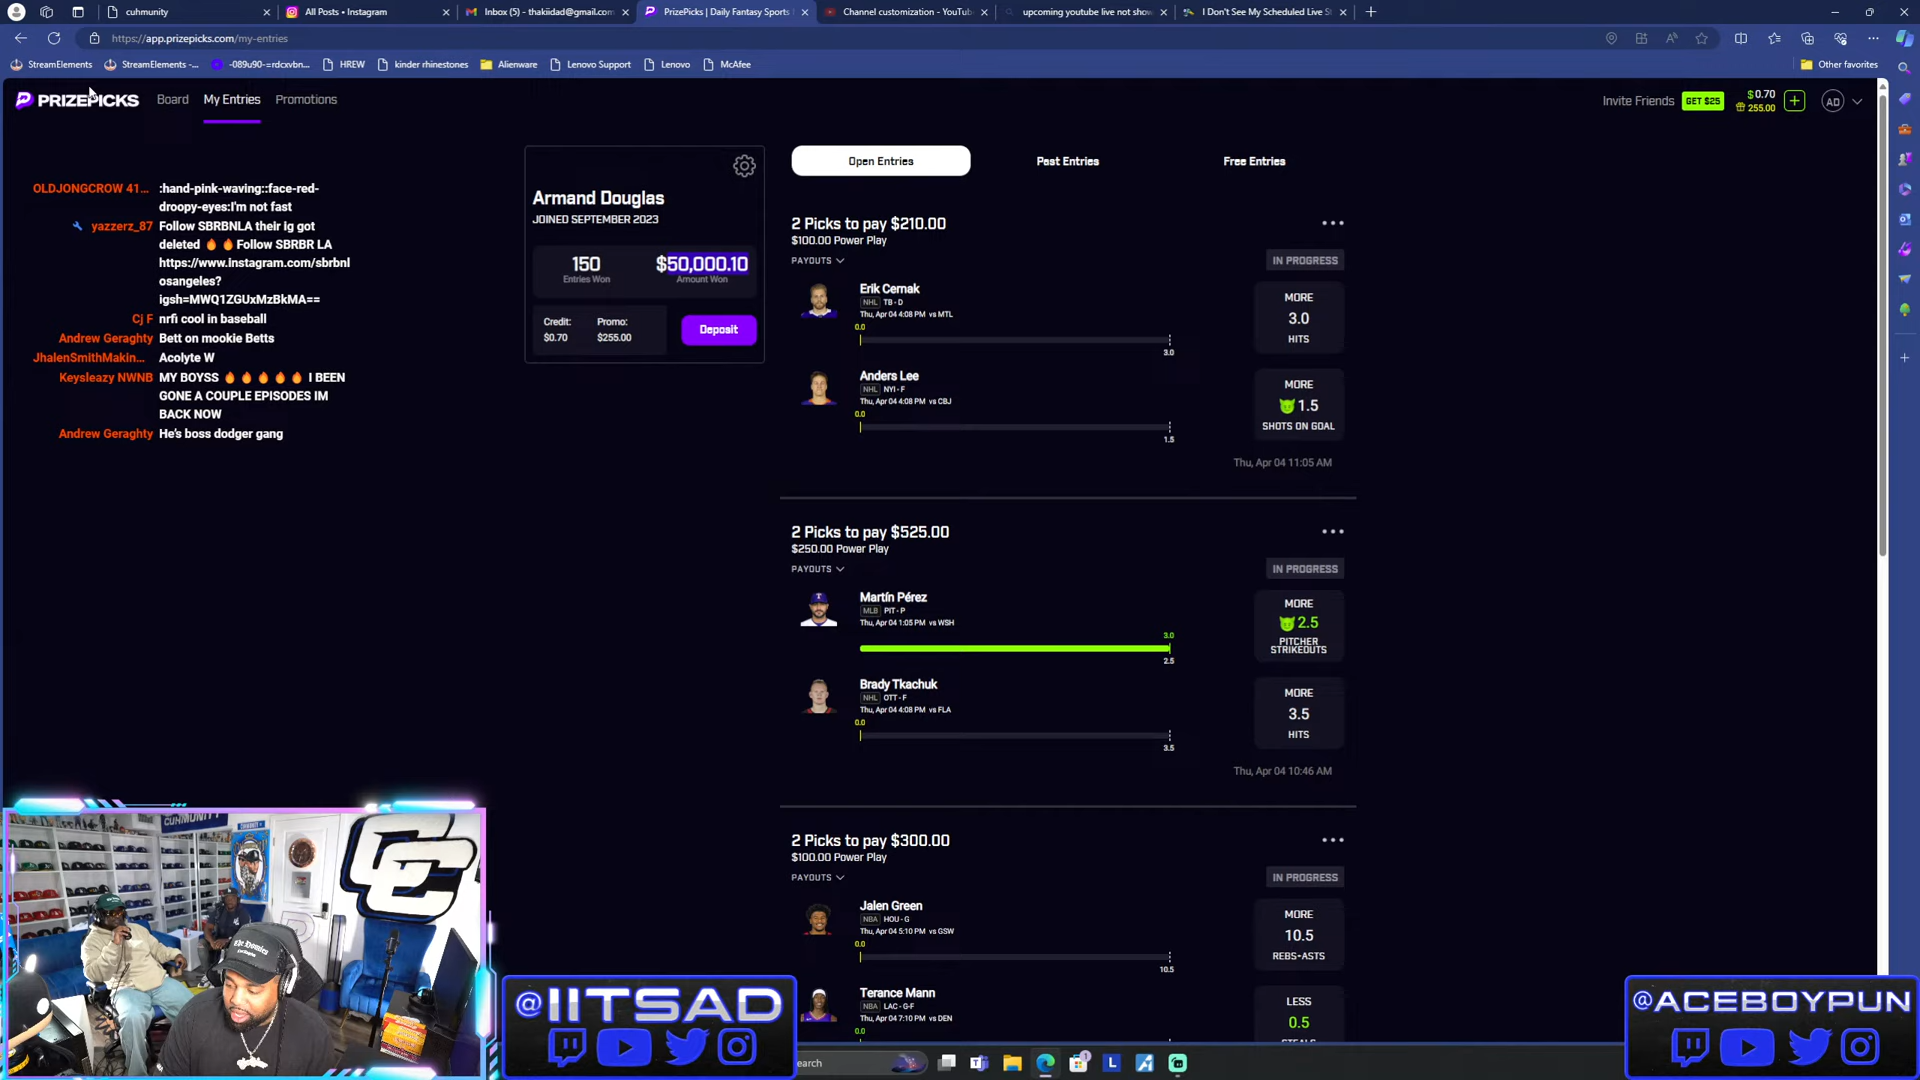 cuhmunity
All Posts • Instagram
Inbox (5) - thakiidad@gmail.com
PrizePicks | Daily Fantasy Sports
Channel customization - YouTub
upcoming youtube live not show
I Don't See My Scheduled Live St
https://app.prizepicks.com/my-entries
StreamElements
StreamElements -...
-089u90-=rdcxvbn...
HREW
kinder rhinestones
Alienware
Lenovo Support
Lenovo
McAfee
Other favorites
PRIZEPICKS
Board
My Entries
Promotions
Invite Friends
GET $25
$0.70
255.00
AD
OLDJONGCROW 41... :hand-pink-waving::face-red-
droopy-eyes:I'm not fast
yazzerz_87 Follow SBRBNLA their Ig got
deleted 🔥 🔥Follow SBRBR LA
https://www.instagram.com/sbrbnl
osangeles?
igsh=MWQ1ZGUxMzBkMA==
Cj F nrfi cool in baseball
Andrew Geraghty Bett on mookie Betts
JhalenSmithMakin... Acolyte W
Keysleazy NWNB MY BOYSS 🔥 🔥 🔥 🔥 🔥 I BEEN
GONE A COUPLE EPISODES IM
BACK NOW
Andrew Geraghty He's boss dodger gang
Armand Douglas
JOINED SEPTEMBER 2023
150
Entries Won
$50,000.10
Amount Won
Credit:
$0.70
Promo:
$255.00
Deposit
Open Entries
Past Entries
Free Entries
2 Picks to pay $210.00
$100.00 Power Play
PAYOUTS
IN PROGRESS
Erik Cernak
NHL TB - D
Thu, Apr 04 4:08 PM vs MTL
0.0
3.0
MORE
3.0
HITS
Anders Lee
NHL NYI - F
Thu, Apr 04 4:08 PM vs CBJ
0.0
1.5
MORE
1.5
SHOTS ON GOAL
Thu, Apr 04 11:05 AM
2 Picks to pay $525.00
$250.00 Power Play
PAYOUTS
IN PROGRESS
Martín Pérez
MLB PIT - P
Thu, Apr 04 1:05 PM vs WSH
3.0
2.5
MORE
2.5
PITCHER
STRIKEOUTS
Brady Tkachuk
NHL OTT - F
Thu, Apr 04 4:08 PM vs FLA
0.0
3.5
MORE
3.5
HITS
Thu, Apr 04 10:46 AM
2 Picks to pay $300.00
$100.00 Power Play
PAYOUTS
IN PROGRESS
Jalen Green
NBA HOU - G
Thu, Apr 04 5:10 PM vs GSW
0.0
10.5
MORE
10.5
REBS+ASTS
Terance Mann
NBA LAC - G-F
Thu, Apr 04 7:10 PM vs DEN
0.0
LESS
0.5
STEALS
CUHMUNITY
CC
@IITSAD
@ACEBOYPUN
earch